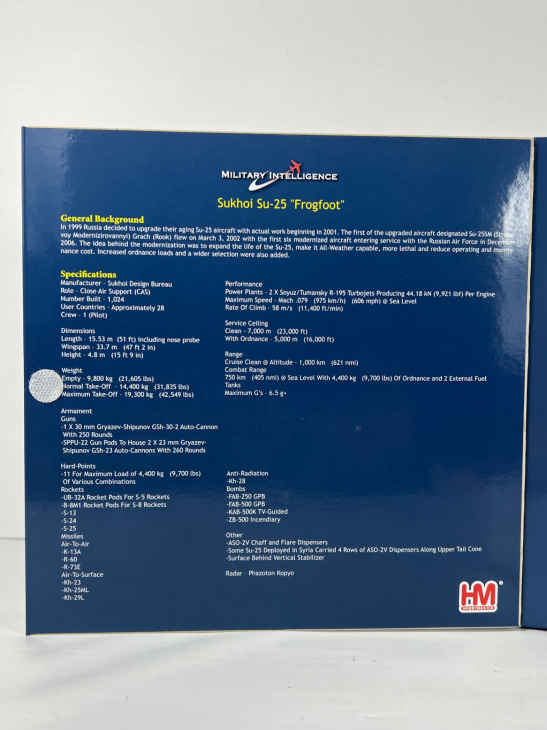 MILITARY INTELLIGENCE
Sukhoi Su-25 "Frogfoot"
General Background
In 1999 Russia decided to upgrade their aging Su-25 aircraft with actual work beginning in 2001. The first of the upgraded aircraft designated Su-25SM
voy Modernizirovannyi) Grach (Rook) flew on March 3, 2002 with the first six modernized aircraft entering service with the Russian Air Force in December
2006. The idea behind the modernization was to expand the life of the Su-25, make it All-Weather capable, more lethal and reduce operating and mainte-
nance cost. Increased ordnance loads and a wider selection were also added.
Specifications
Manufacturer - Sukhoi Design Bureau
Role - Close Air Support (CAS)
Number Built - 1,024
User Countries - Approximately 28
Crew - 1 (Pilot)
Dimensions
Length - 15.53 m (51 ft) Including nose probe
Wingspan - 33.7 m (47 ft 2 in)
Height - 4.8 m (15 ft 9 in)
Weight
Empty - 9,800 kg (21,605 lbs)
Normal Take-Off - 14,400 kg (31,835 lbs)
Maximum Take-Off - 19,300 kg (42,549 lbs)
Armament
Guns
-1 X 30 mm Gryazev-Shipunov GSh-30-2 Auto-Cannon
With 250 Rounds
-SPPU-22 Gun Pods To House 2 X 23 mm Gryazev-
Shipunov GSH-23 Auto-Cannons With 260 Rounds
Hard-Points
-11 For Maximum Load of 4,400 kg (9,700 lbs)
Of Various Combinations
Rockets
-UB-32A Rocket Pods For S-5 Rockets
-B-8M1 Rocket Pods For S-8 Rockets
-S-13
-S-24
-S-25
Missiles
Air-To-Air
-K-13A
-R-60
-R-73E
Air-To-Surface
-Kh-23
-Kh-25ML
-Kh-29L
Performance
Power Plants - 2 X Soyuz/Tumansky R-195 Turbojets Producing 44.18 kN (9,921 lbf) Per Engine
Maximum Speed - Mach .079 (975 km/h) (606 mph) @ Sea Level
Rate Of Climb - 58 m/s (11,400 ft/min)
Service Ceiling
Clean - 7,000 m (23,000 ft)
With Ordnance - 5,000 m (16,000 ft)
Range
Cruise Clean @ Altitude - 1,000 km (621 nmi)
Combat Range
750 km (405 nmi) @ Sea Level With 4,400 kg (9,700 lbs) Of Ordnance and 2 External Fuel
Tanks
Maximum G's - 6.5 g+
Anti-Radiation
-Kh-28
Bombs
-FAB-250 GPB
-FAB-500 GPB
-KAB-500K TV-Guided
-ZB-500 Incendiary
Other
-ASO-2V Chaff and Flare Dispensers
-Some Su-25 Deployed in Syria Carried 4 Rows of ASO-2V Dispensers Along Upper Tail Cone
-Surface Behind Vertical Stabilizer
Radar - Phazoton Kopyo
HM
HOBBYMASTER
®